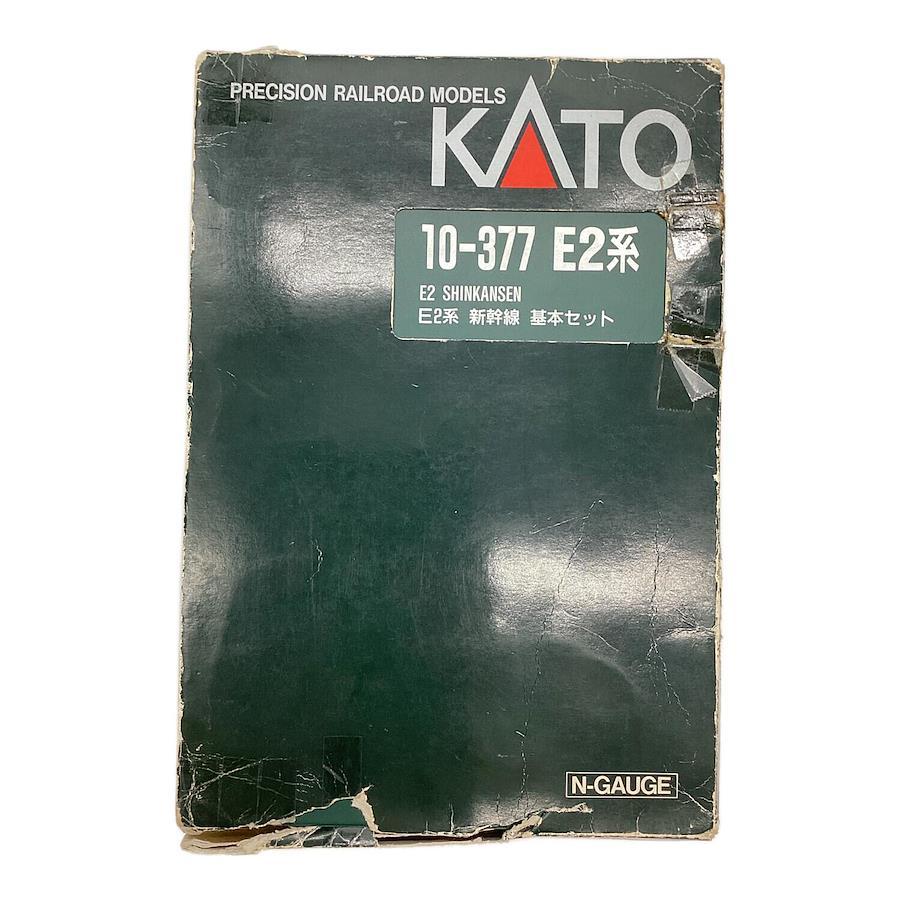 PRECISION RAILROAD MODELS
KATO
10-377 E2系
E2 SHINKANSEN
E2系 新幹線 基本セット
N-GAUGE